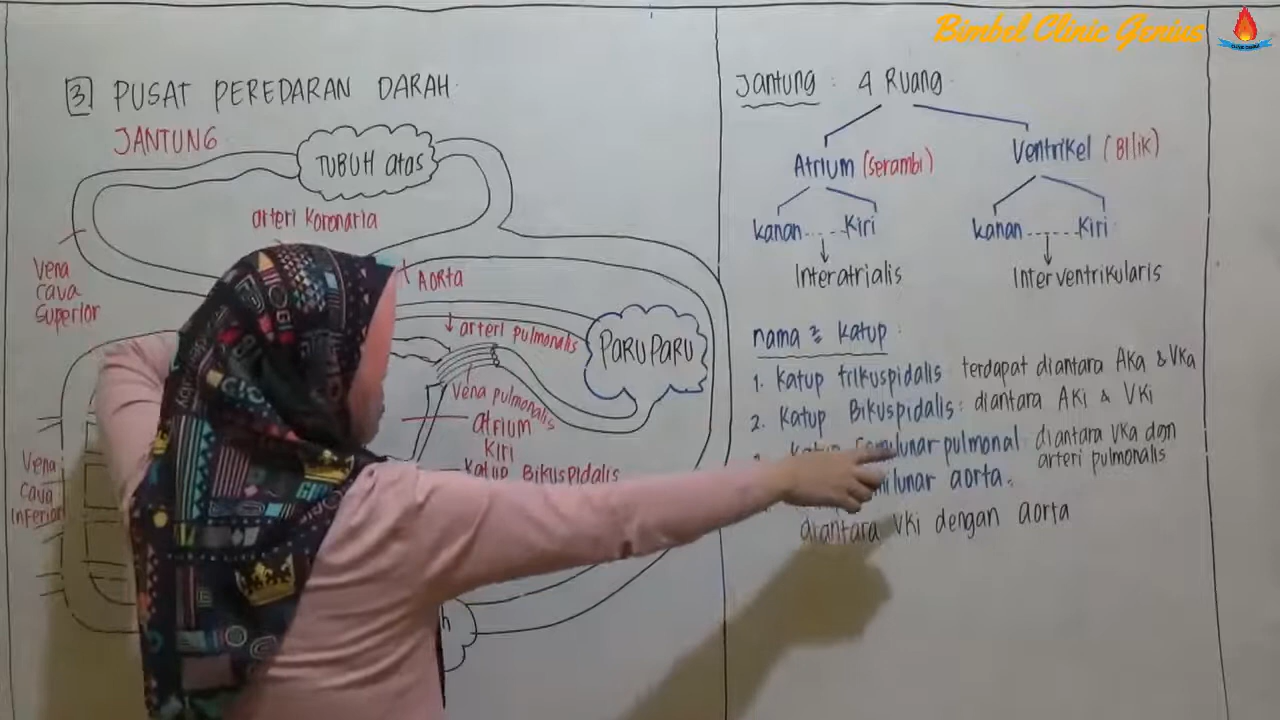 Bimbel Clinic Genius
3 PUSAT PEREDARAN DARAH
JANTUNG
TUBUH atas
arteri Koronaria
Vena
Cava
Superior
AORTA
arteri pulmonalis
PARU PARU
Vena pulmonalis
atrium
Kiri
Katup Bikuspidalis
Vena
Cava
Inferior
Jantung : 4 Ruang
Atrium (serambi)
Ventrikel (Bilik)
kanan Kiri
kanan Kiri
Interatrialis
Interventrikularis
nama² Katup :
1. Katup trikuspidalis terdapat diantara AKa & VKa
2. Katup Bikuspidalis : diantara AKi & VKi
lunar pulmonal diantara VKa dan
arteri pulmonalis
milunar aorta.
diantara VKi dengan aorta